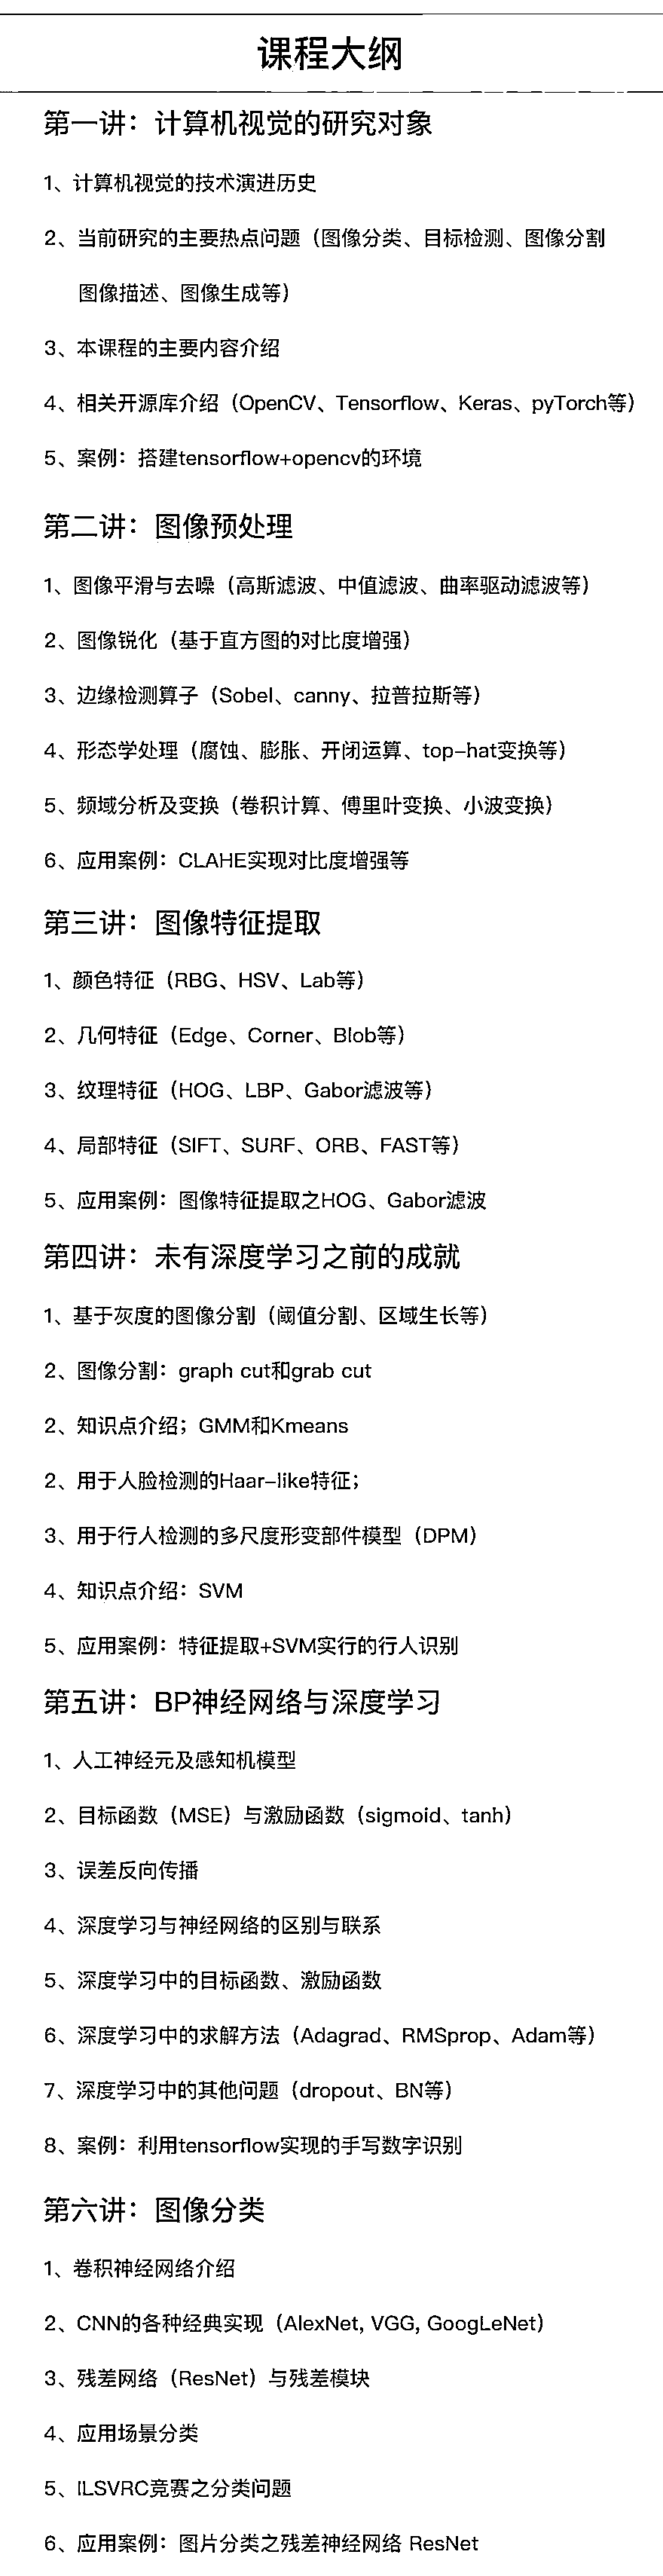 课程大纲
第一讲：计算机视觉的研究对象
1、计算机视觉的技术演进历史
2、当前研究的主要热点问题（图像分类、目标检测、图像分割
图像描述、图像生成等）
3、本课程的主要内容介绍
4、相关开源库介绍（OpenCV、Tensorflow、Keras、pyTorch等）
5、案例：搭建tensorflow+opencv的环境
第二讲：图像预处理
1、图像平滑与去噪（高斯滤波、中值滤波、曲率驱动滤波等）
2、图像锐化（基于直方图的对比度增强）
3、边缘检测算子（Sobel、canny、拉普拉斯等）
4、形态学处理（腐蚀、膨胀、开闭运算、top-hat变换等）
5、频域分析及变换（卷积计算、傅里叶变换、小波变换）
6、应用案例：CLAHE实现对比度增强等
第三讲：图像特征提取
1、颜色特征（RBG、HSV、Lab等）
2、几何特征（Edge、Corner、Blob等）
3、纹理特征（HOG、LBP、Gabor滤波等）
4、局部特征（SIFT、SURF、ORB、FAST等）
5、应用案例：图像特征提取之HOG、Gabor滤波
第四讲：未有深度学习之前的成就
1、基于灰度的图像分割（阈值分割、区域生长等）
2、图像分割：graph cut和grab cut
2、知识点介绍；GMM和Kmeans
2、用于人脸检测的Haar-like特征；
3、用于行人检测的多尺度形变部件模型（DPM）
4、知识点介绍：SVM
5、应用案例：特征提取+SVM实行的行人识别
第五讲：BP神经网络与深度学习
1、人工神经元及感知机模型
2、目标函数（MSE）与激励函数（sigmoid、tanh）
3、误差反向传播
4、深度学习与神经网络的区别与联系
5、深度学习中的目标函数、激励函数
6、深度学习中的求解方法（Adagrad、RMSprop、Adam等）
7、深度学习中的其他问题（dropout、BN等）
8、案例：利用tensorflow实现的手写数字识别
第六讲：图像分类
1、卷积神经网络介绍
2、CNN的各种经典实现（AlexNet, VGG, GoogLeNet）
3、残差网络（ResNet）与残差模块
4、应用场景分类
5、ILSVRC竞赛之分类问题
6、应用案例：图片分类之残差神经网络 ResNet